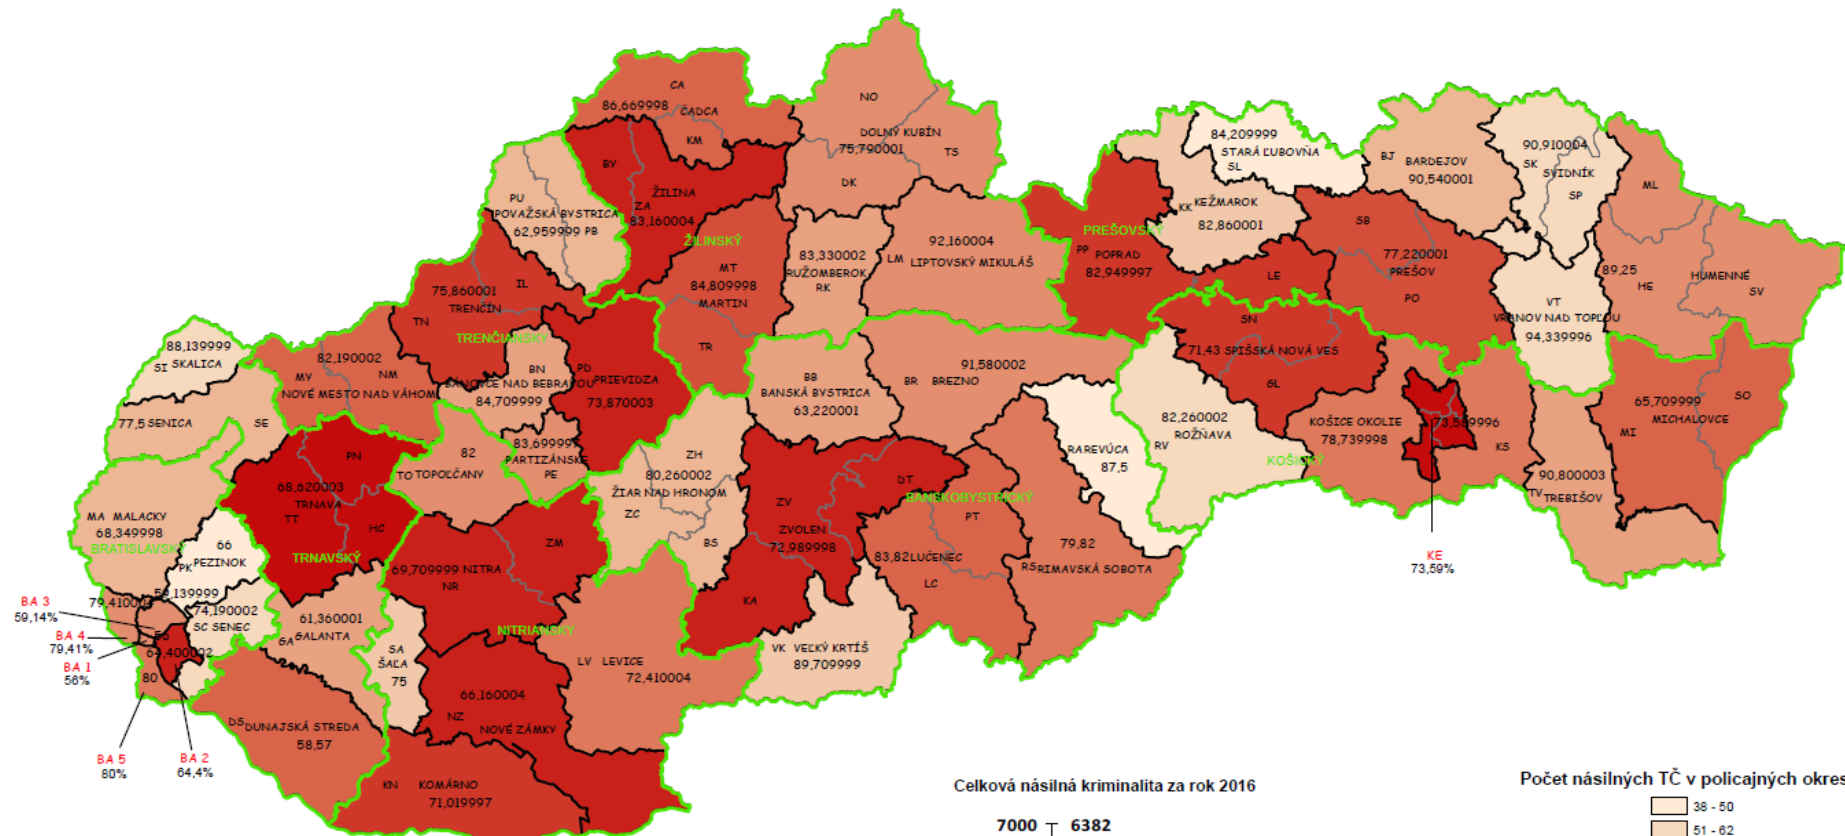 CA
86,669998
ČADCA
KM
NO
DOLNÝ KUBÍN
75,790001
TS
DK
BV
ŽILINA
ZA
83,160004
ŽILINSKÝ
PU
POVAŽSKÁ BYSTRICA
62,959999 PB
MT
84,809998
MARTIN
TR
83,330002
RUŽOMBEROK
RK
92,160004
LM LIPTOVSKÝ MIKULÁŠ
84,209999
STARÁ ĽUBOVŇA
SL
KK KEŽMAROK
82,860001
PREŠOVSKÝ
PP POPRAD
82,949997
LE
BJ BARDEJOV
90,540001
90,910004
SK SVIDNÍK
SP
ML
SB
77,220001
PREŠOV
PO
89,25
HE
HUMENNÉ
SV
VT
VRANOV NAD TOPĽOU
94,339996
75,860001
TRENČÍN
IL
TN
TRENČIANSKY
88,139999
SI SKALICA
82,190002
MY NM
NOVÉ MESTO NAD VÁHOM
BN
BÁNOVCE NAD BEBRAVOU
84,709999
PD PRIEVIDZA
73,870003
77,5 SENICA
SE
83,699997
PARTIZÁNSKE
PE
82
TO TOPOĽČANY
BB
BANSKÁ BYSTRICA
63,220001
91,580002
BR BREZNO
SN
71,43 SPIŠSKÁ NOVÁ VES
GL
RA REVÚCA
87,5
82,260002
RV ROŽŇAVA
KOŠICE OKOLIE
78,739998
KOŠICKÝ
73,589996
KS
65,709999
MICHALOVCE
MI
SO
90,800003
TV TREBIŠOV
PN
68,620003
TRNAVA
TT
HC
TRNAVSKÝ
MA MALACKY
68,349998
BRATISLAVSKÝ
66
PK PEZINOK
59,139999
ZH
80,260002
ŽIAR NAD HRONOM
ZC
BS
ZV
ZVOLEN
72,989998
DT
KA
BANSKOBYSTRICKÝ
PT
83,82 LUČENEC
LC
79,82
RS RIMAVSKÁ SOBOTA
ZM
69,709999 NITRA
NR
NITRIANSKY
KE
73,59%
79,410004
74,190002
SC SENEC
61,360001
GA GALANTA
SA
ŠAĽA
75
LV LEVICE
72,410004
VK VEĽKÝ KRTÍŠ
89,709999
BA 3
59,14%
BA 4
79,41%
BA 1
56%
56
64,400002
80
BA 5
80%
BA 2
64,4%
DS DUNAJSKÁ STREDA
58,57
66,160004
NZ
NOVÉ ZÁMKY
KN KOMÁRNO
71,019997
Celková násilná kriminalita za rok 2016
7000 6382
Počet násilných TČ v policajných okres
38 - 50
51 - 62